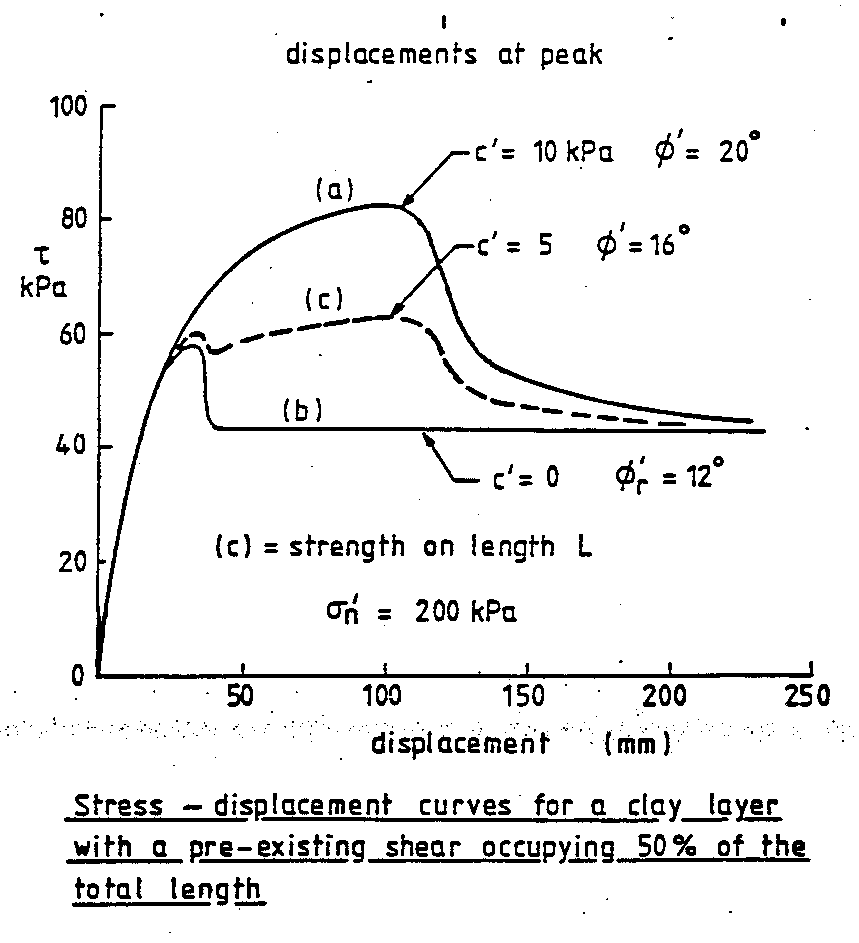 displacements at peak
100
c' = 10 kPa φ' = 20°
(a)
80
c' = 5 φ' = 16°
τ
kPa
(c)
60
(b)
40
c' = 0 φ'r = 12°
(c) = strength on length L
20
σn' = 200 kPa
0
50 100 150 200 250
displacement (mm)
Stress – displacement curves for a clay layer
with a pre-existing shear occupying 50% of the
total length